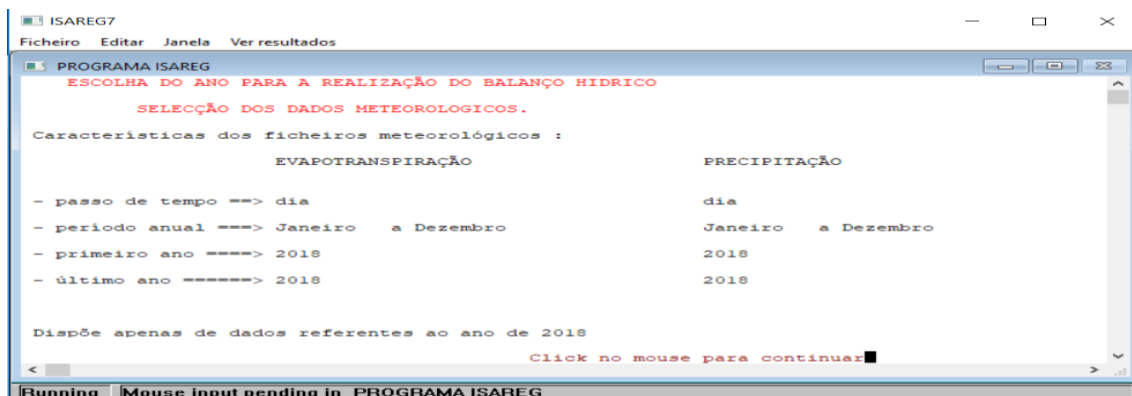 ISAREG7
Ficheiro Editar Janela Ver resultados
PROGRAMA ISAREG
ESCOLHA DO ANO PARA A REALIZAÇÃO DO BALANÇO HIDRICO
SELECÇÃO DOS DADOS METEOROLOGICOS.
Características dos ficheiros meteorológicos :
EVAPOTRANSPIRAÇÃO PRECIPITAÇÃO
- passo de tempo ==> dia dia
- período anual ===> Janeiro a Dezembro Janeiro a Dezembro
- primeiro ano ====> 2018 2018
- último ano ======> 2018 2018
Dispõe apenas de dados referentes ao ano de 2018
Click no mouse para continuar
Running Mouse input pending in PROGRAMA ISAREG